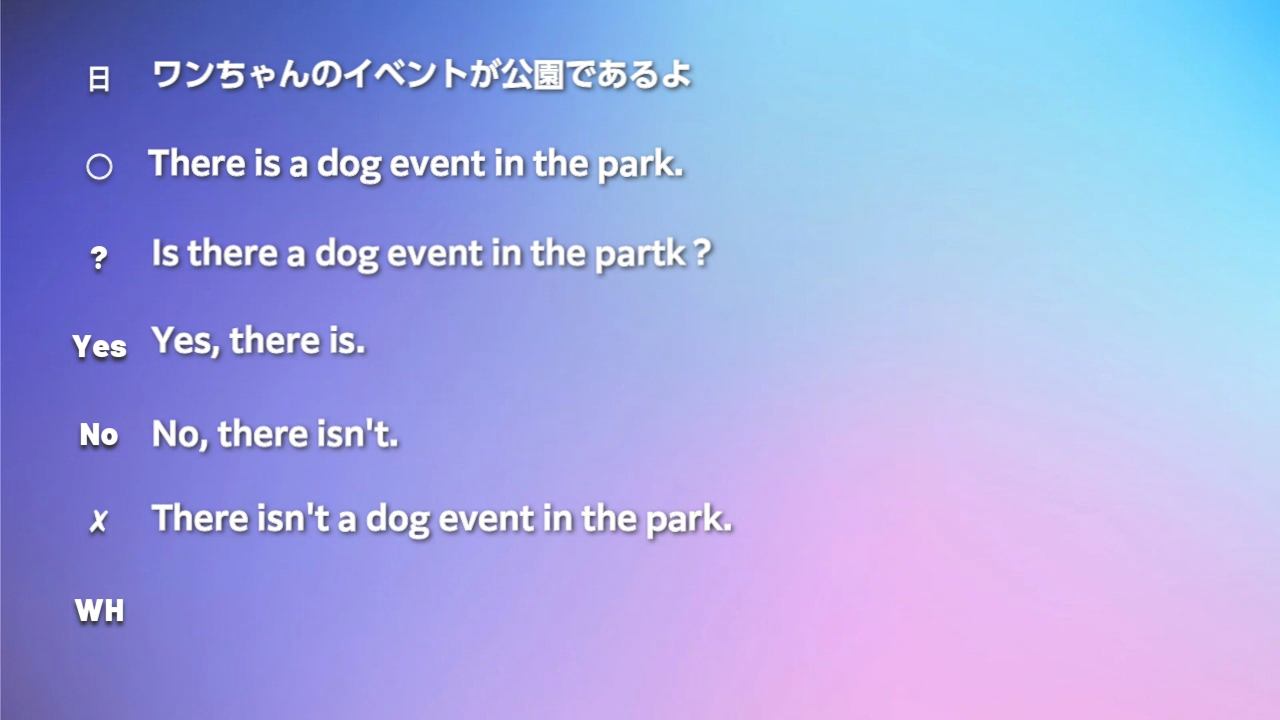 日 ワンちゃんのイベントが公園であるよ
○ There is a dog event in the park.
? Is there a dog event in the partk ?
Yes Yes, there is.
No No, there isn't.
✗ There isn't a dog event in the park.
WH